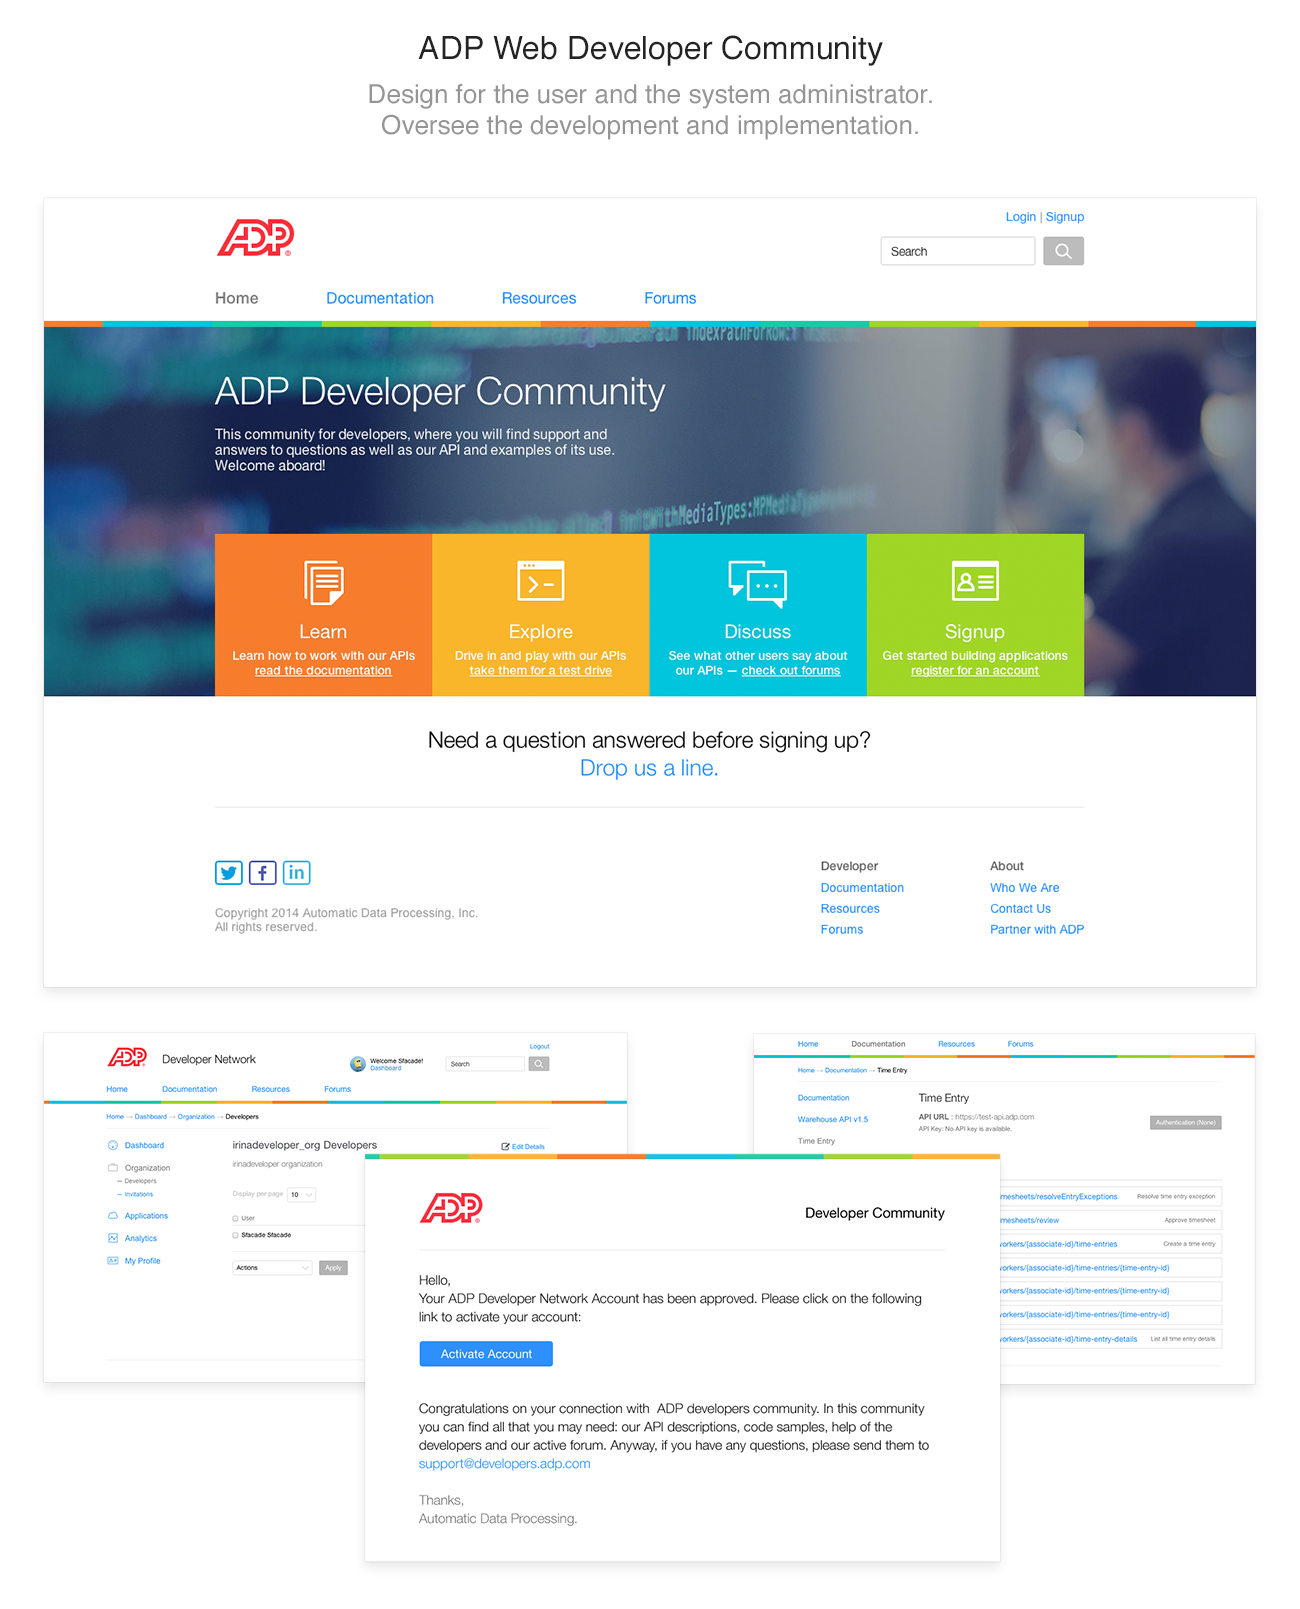 ADP Web Developer Community
Design for the user and the system administrator.
Oversee the development and implementation.
ADP
Login | Signup
Search
Home Documentation Resources Forums
indexPathForRow:
ADP Developer Community
This community for developers, where you will find support and
answers to questions as well as our API and examples of its use.
Welcome aboard!
initWithMediaTypes:MPMediaTypeAnyAudio
Learn
Learn how to work with our APIs
read the documentation
Explore
Drive in and play with our APIs
take them for a test drive
Discuss
See what other users say about
our APIs — check out forums
Signup
Get started building applications
register for an account
Need a question answered before signing up?
Drop us a line.
Copyright 2014 Automatic Data Processing, Inc.
All rights reserved.
Developer
Documentation
Resources
Forums
About
Who We Are
Contact Us
Partner with ADP
Logout
ADP Developer Network
Welcome Sfacade!
Dashboard
Search
Home Documentation Resources Forums
Home → Dashboard → Organization → Developers
Dashboard
Organization
— Developers
— Invitations
Applications
Analytics
My Profile
irinadeveloper_org Developers
Edit Details
irinadeveloper organization
Display per page 10
User
Sfacade Sfacade
Actions Apply
Home Documentation Resources Forums
Home → Documentation → Time Entry
Documentation
Warehouse API v1.5
Time Entry
Time Entry
API URL : https://test-api.adp.com
API Key: No API key is available.
Authentication (None)
mesheets/resolveEntryExceptions Resolve time entry exception
mesheets/review Approve timesheet
vorkers/{associate-id}/time-entries Create a time entry
vorkers/{associate-id}/time-entries/{time-entry-id}
vorkers/{associate-id}/time-entries/{time-entry-id}
vorkers/{associate-id}/time-entries/{time-entry-id}
vorkers/{associate-id}/time-entry-details List all time entry details
ADP
Developer Community
Hello,
Your ADP Developer Network Account has been approved. Please click on the following
link to activate your account:
Activate Account
Congratulations on your connection with ADP developers community. In this community
you can find all that you may need: our API descriptions, code samples, help of the
developers and our active forum. Anyway, if you have any questions, please send them to
support@developers.adp.com
Thanks,
Automatic Data Processing.